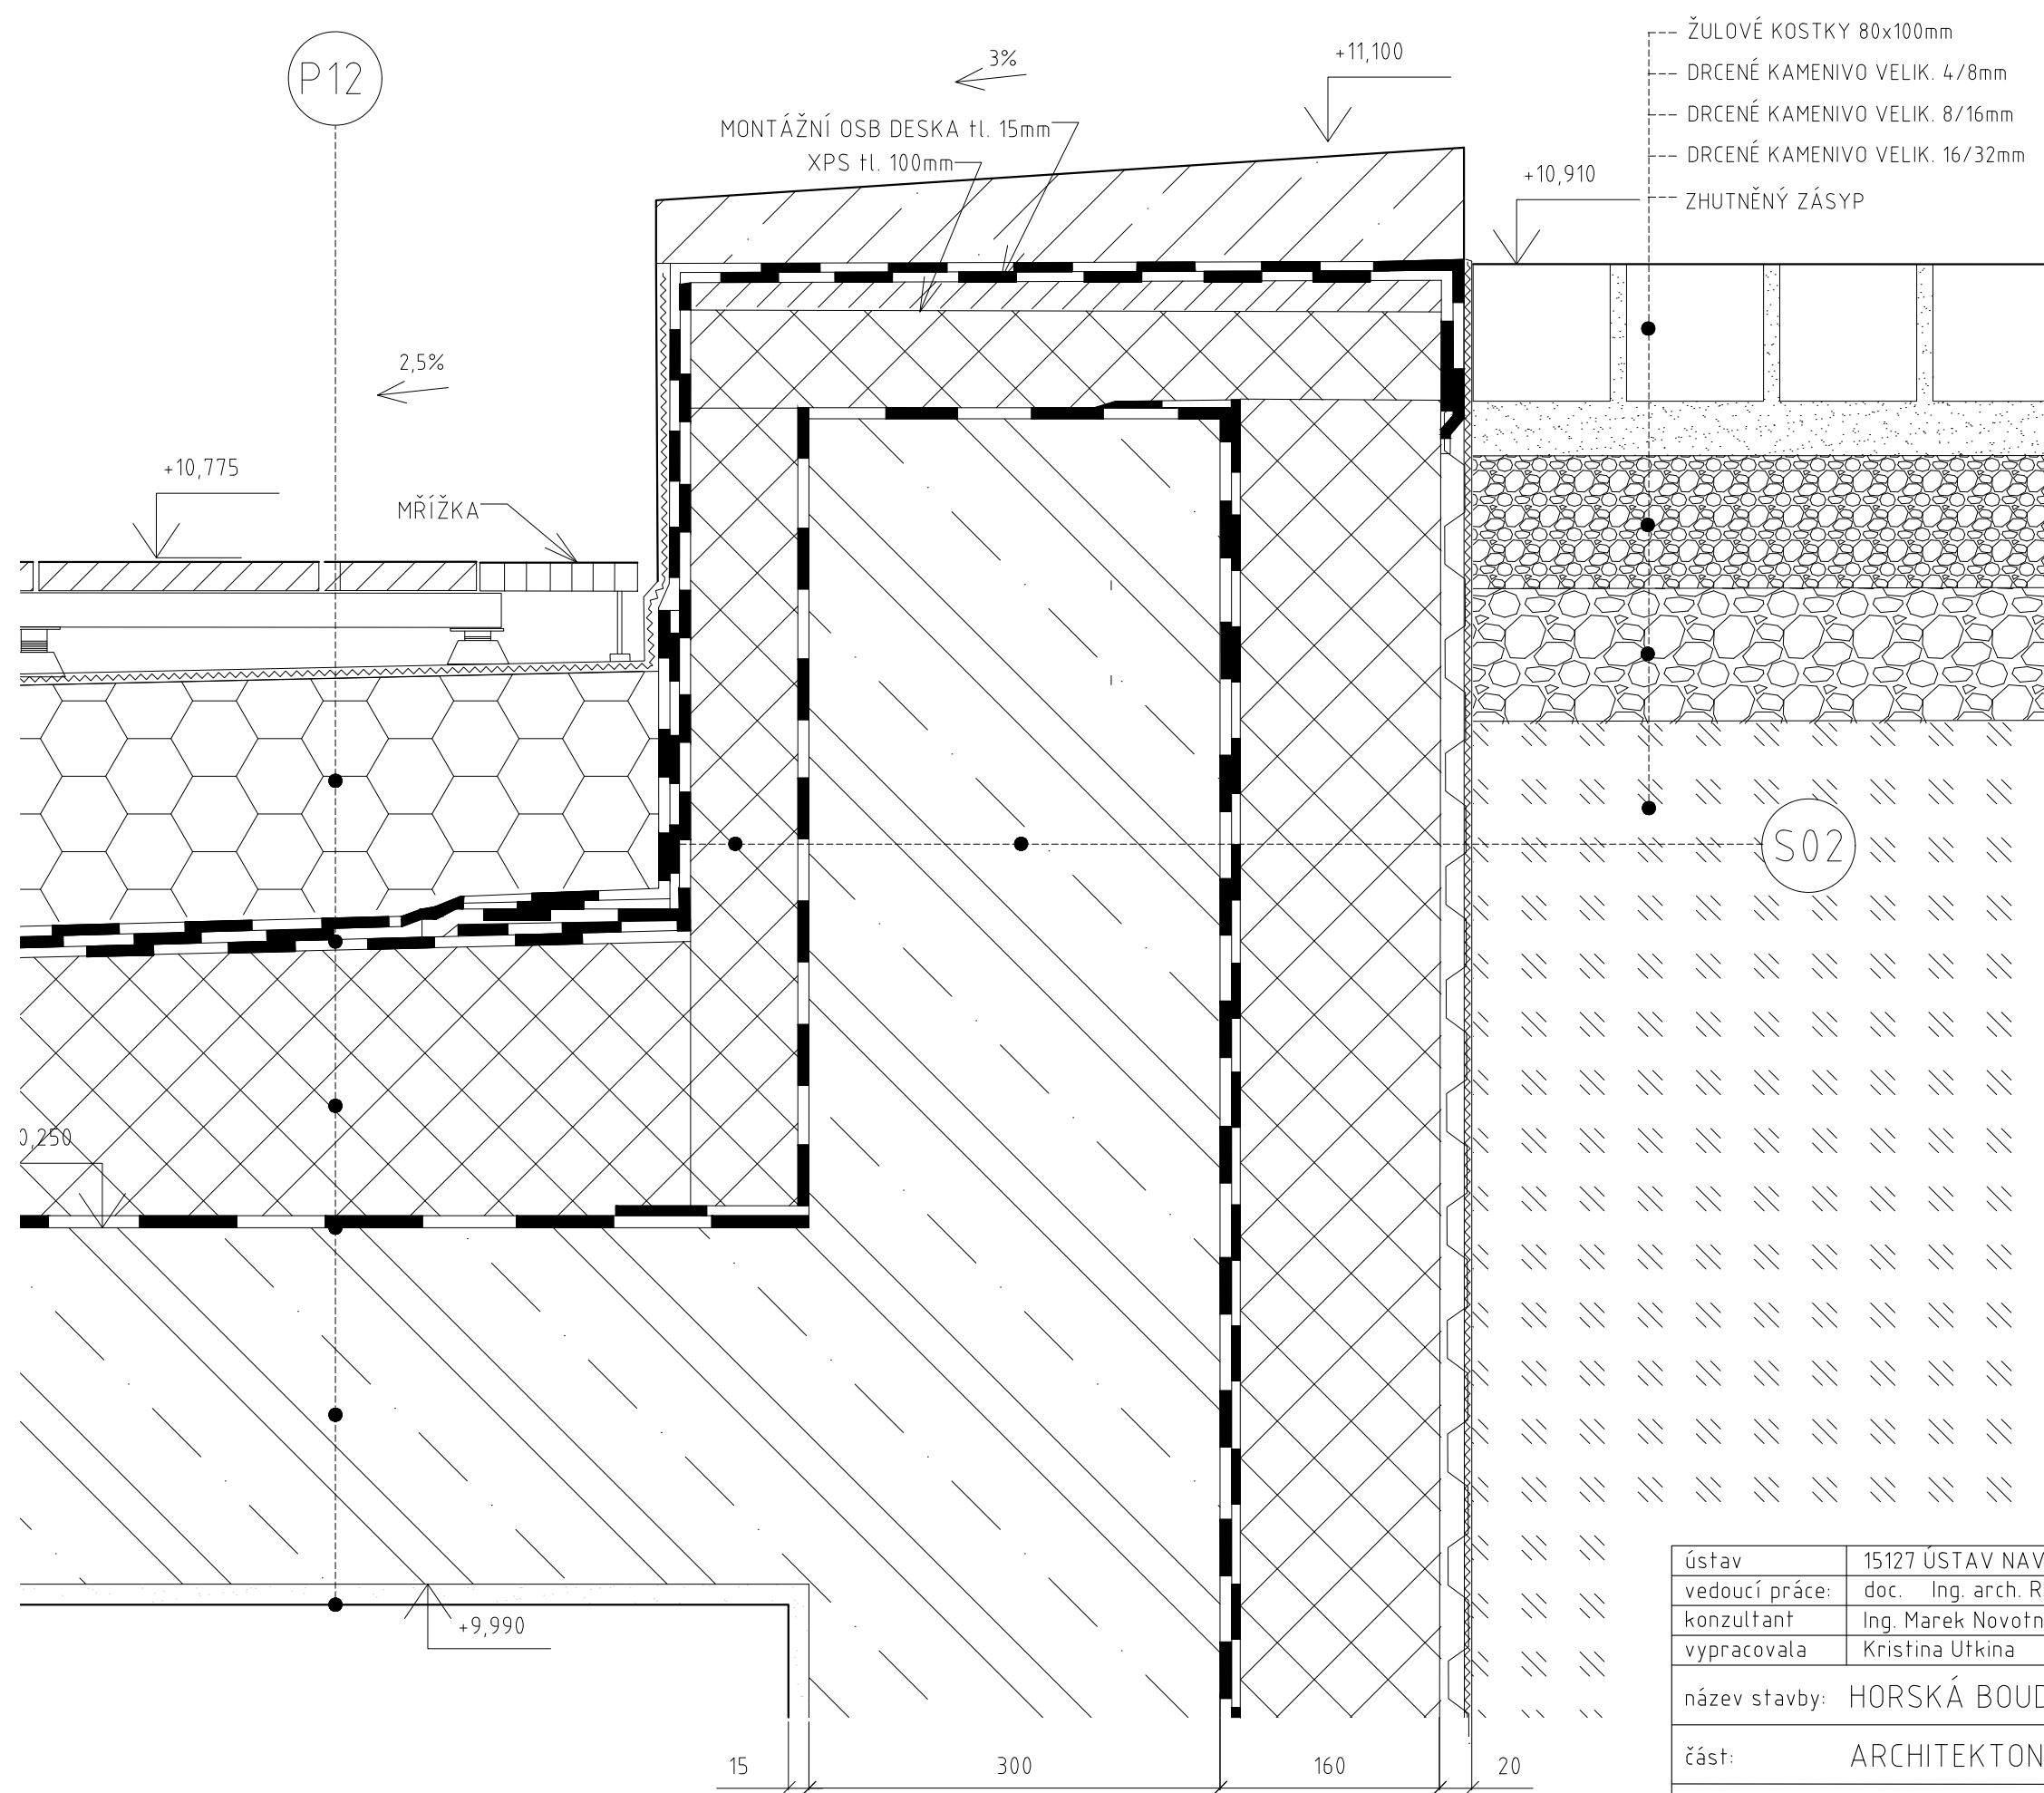 P12
3%
+11,100
ŽULOVÉ KOSTKY 80x100mm
DRCENÉ KAMENIVO VELIK. 4/8mm
DRCENÉ KAMENIVO VELIK. 8/16mm
DRCENÉ KAMENIVO VELIK. 16/32mm
ZHUTNĚNÝ ZÁSYP
MONTÁŽNÍ OSB DESKA tl. 15mm
XPS tl. 100mm
+10,910
2,5%
+10,775
MŘÍŽKA
S02
0,250
+9,990
ústav 15127 ÚSTAV NAV
vedoucí práce: doc. Ing. arch. R
konzultant Ing. Marek Novotn
vypracovala Kristina Utkina
název stavby: HORSKÁ BOUD
část: ARCHITEKTON
15 300 160 20